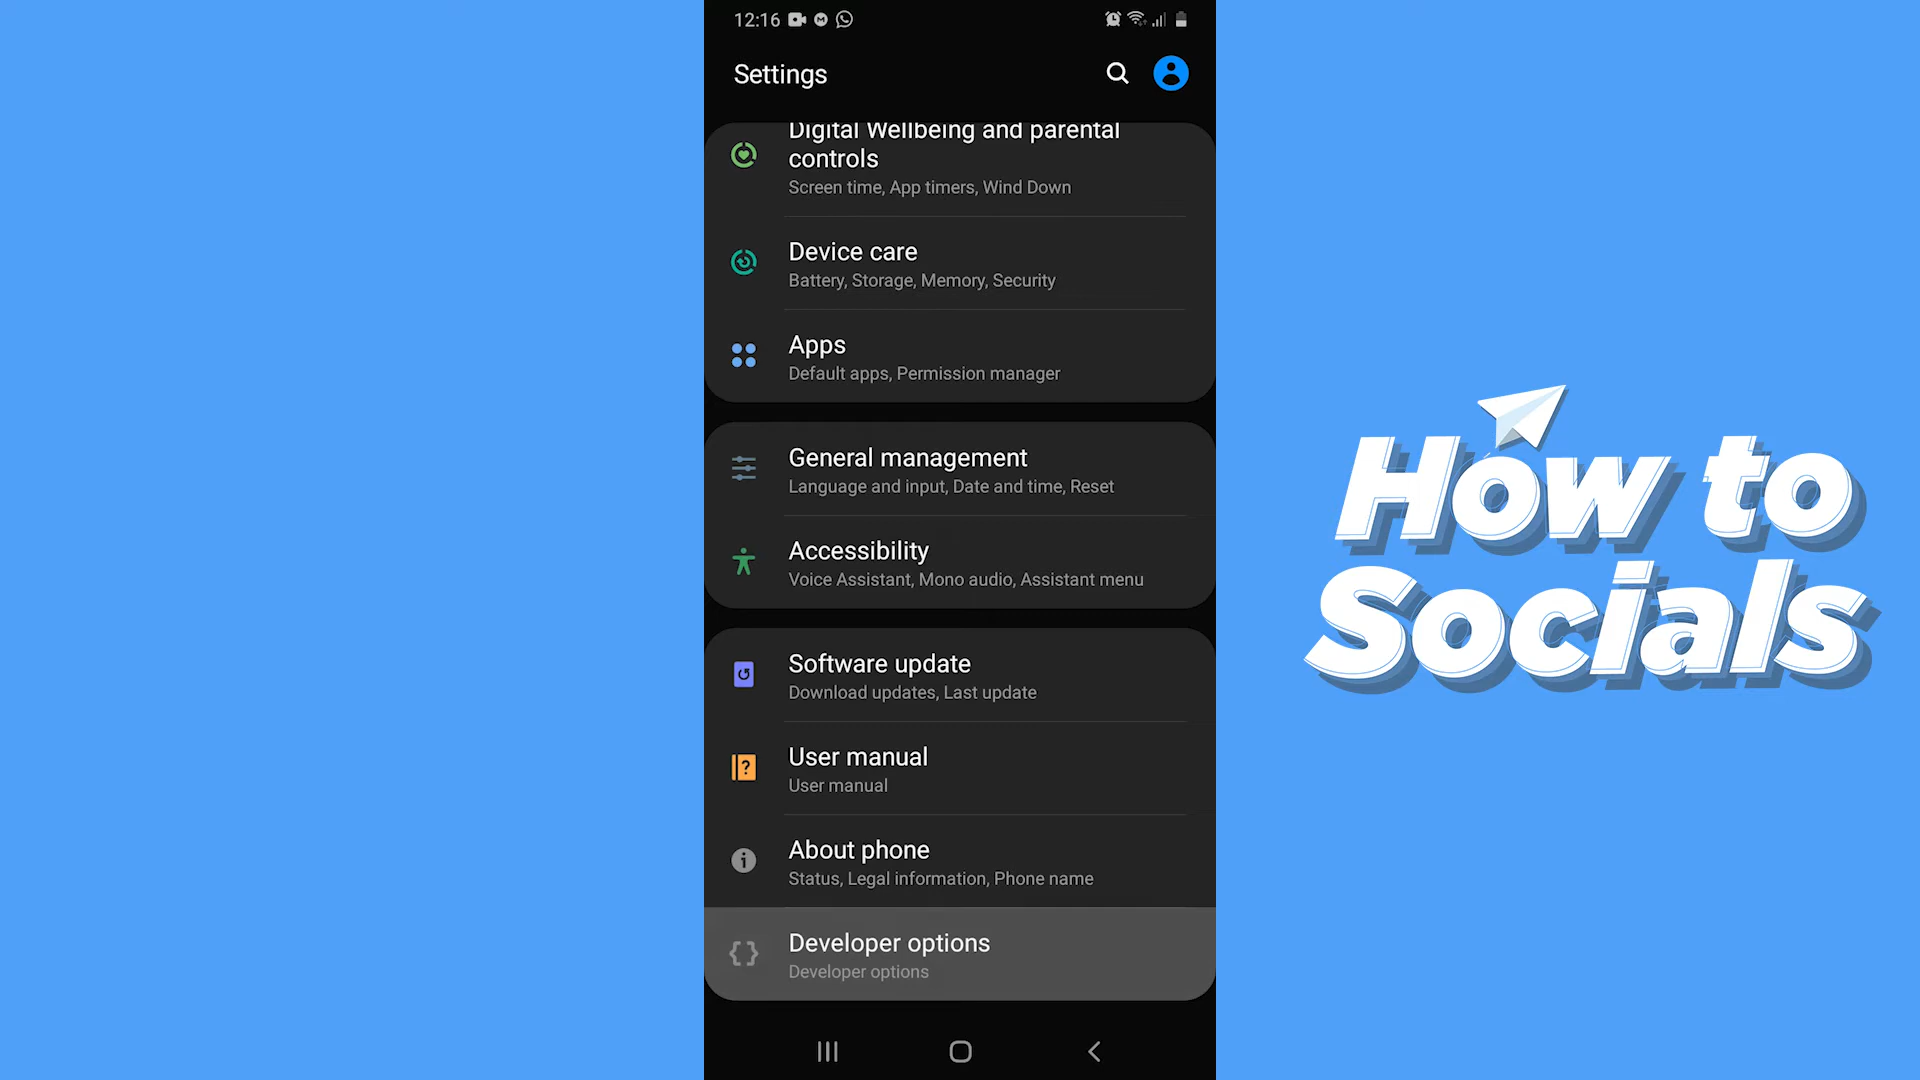 12:16
Settings
Digital Wellbeing and parental
controls
Screen time, App timers, Wind Down
Device care
Battery, Storage, Memory, Security
Apps
Default apps, Permission manager
General management
Language and input, Date and time, Reset
Accessibility
Voice Assistant, Mono audio, Assistant menu
Software update
Download updates, Last update
User manual
User manual
About phone
Status, Legal information, Phone name
Developer options
Developer options
How to
Socials